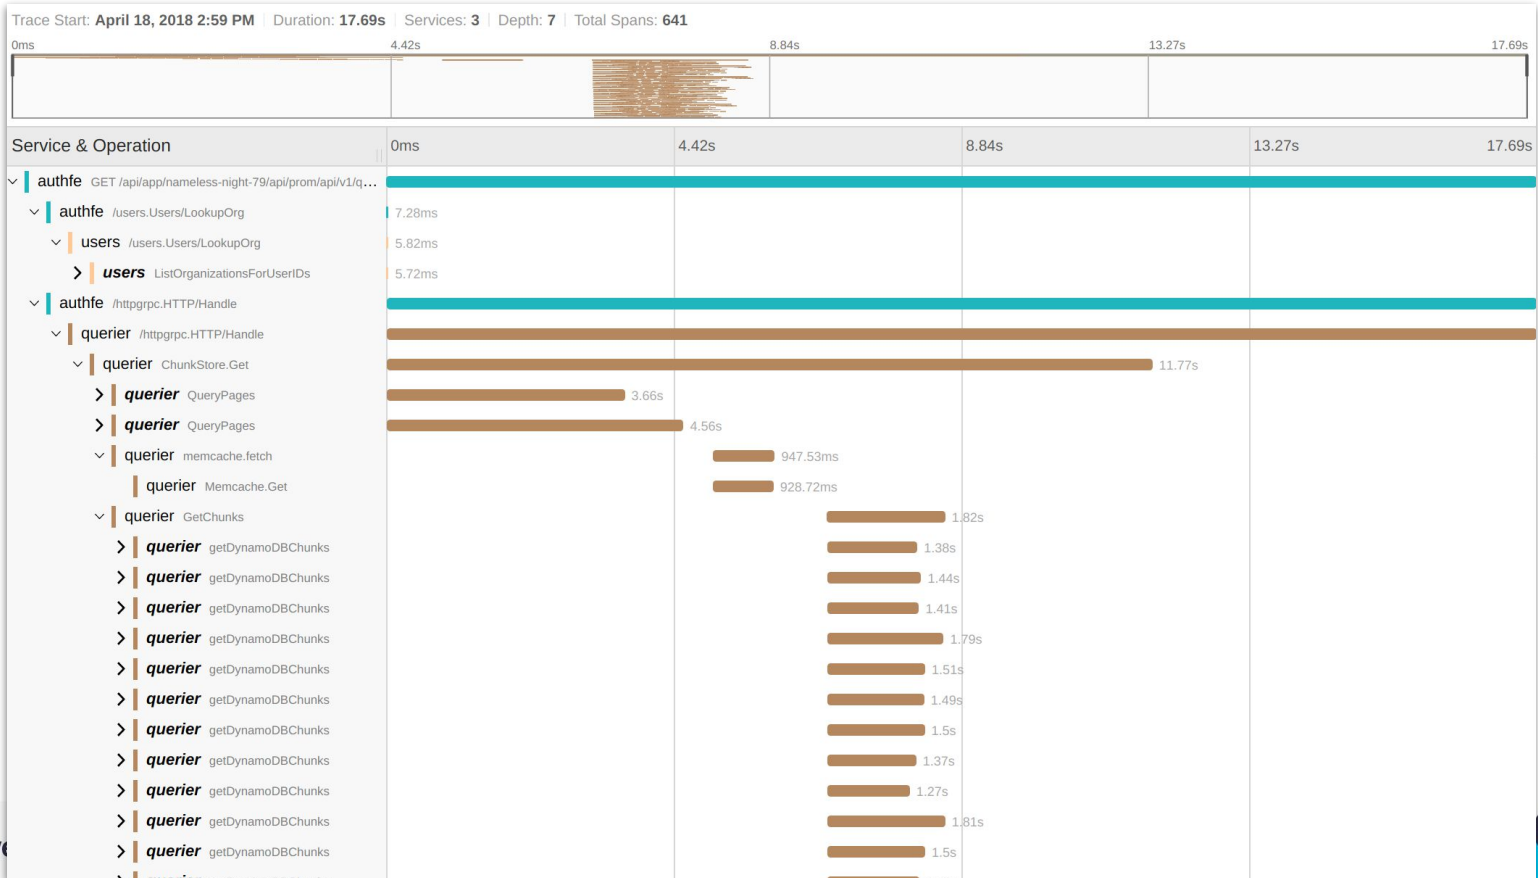 Trace Start: April 18, 2018 2:59 PM Duration: 17.69s Services: 3 Depth: 7 Total Spans: 641
0ms 4.42s 8.84s 13.27s 17.69s
Service & Operation 0ms 4.42s 8.84s 13.27s 17.69s
authfe GET /api/app/nameless-night-79/api/prom/api/v1/q...
authfe /users.Users/LookupOrg 7.28ms
users /users.Users/LookupOrg 5.82ms
users ListOrganizationsForUserIDs 5.72ms
authfe /httpgrpc.HTTP/Handle
querier /httpgrpc.HTTP/Handle
querier ChunkStore.Get 11.77s
querier QueryPages 3.66s
querier QueryPages 4.56s
querier memcache.fetch 947.53ms
querier Memcache.Get 928.72ms
querier GetChunks 1.82s
querier getDynamoDBChunks 1.38s
querier getDynamoDBChunks 1.44s
querier getDynamoDBChunks 1.41s
querier getDynamoDBChunks 1.79s
querier getDynamoDBChunks 1.51s
querier getDynamoDBChunks 1.49s
querier getDynamoDBChunks 1.5s
querier getDynamoDBChunks 1.37s
querier getDynamoDBChunks 1.27s
querier getDynamoDBChunks 1.81s
querier getDynamoDBChunks 1.5s